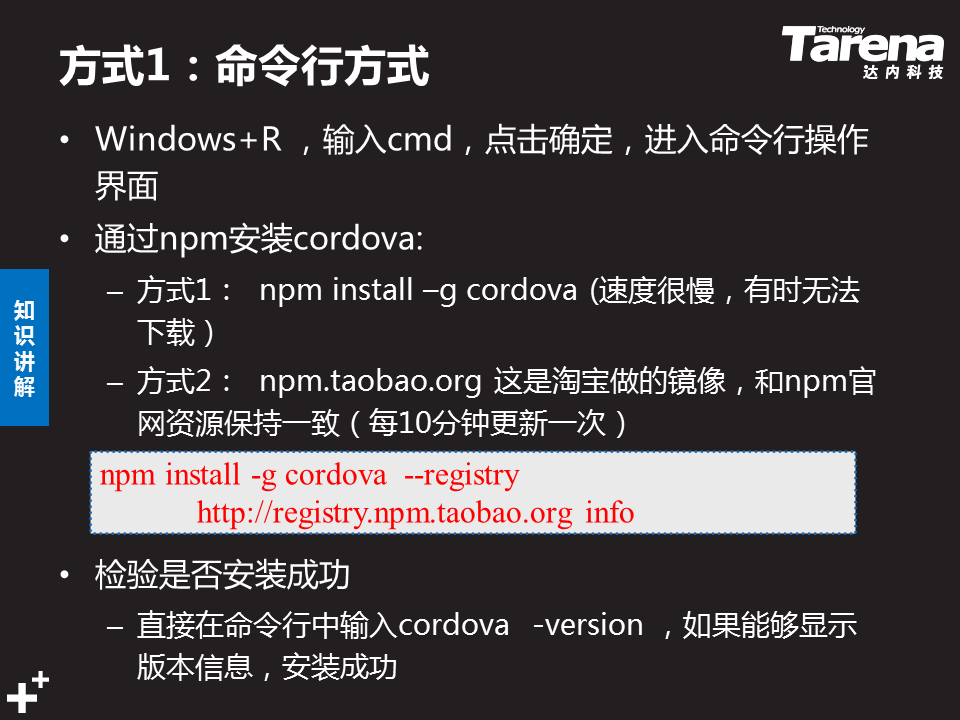 方式1：命令行方式
Technology
Tarena
达内科技
• Windows+R ，输入cmd，点击确定，进入命令行操作
界面
• 通过npm安装cordova:
– 方式1： npm install –g cordova (速度很慢，有时无法
下载）
– 方式2： npm.taobao.org 这是淘宝做的镜像，和npm官
网资源保持一致（每10分钟更新一次）
npm install -g cordova --registry
http://registry.npm.taobao.org info
• 检验是否安装成功
– 直接在命令行中输入cordova -version ，如果能够显示
版本信息，安装成功
知
识
讲
解